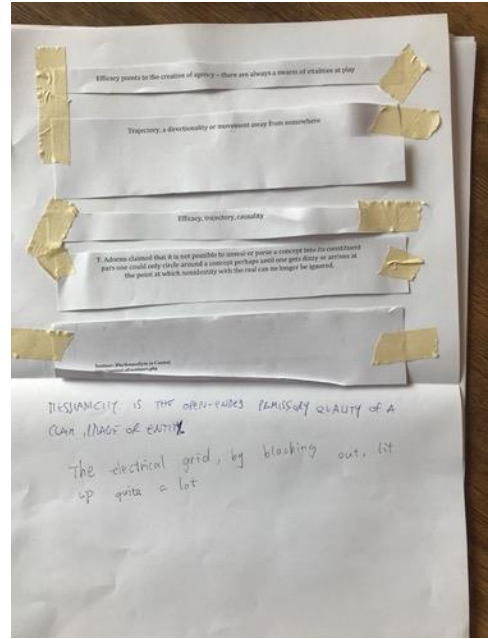 Efficacy points to the creation of agency – there are always a swarm of vitalities at play
Trajectory, a directionality or movement away from somewhere
Efficacy, trajectory, causality
T. Adorno claimed that it is not possible to unseal or parse a concept into its constituent
pars one could only circle around a concept perhaps until one gets dizzy or arrives at
the point at which nonidentity with the real can no longer be ignored.
MESSIANICITY IS THE OPEN-ENDED PROMISSORY QUALITY OF A
CLAIM, IMAGE OR ENTITY
The electrical grid, by blacking out, lit
up quite a lot